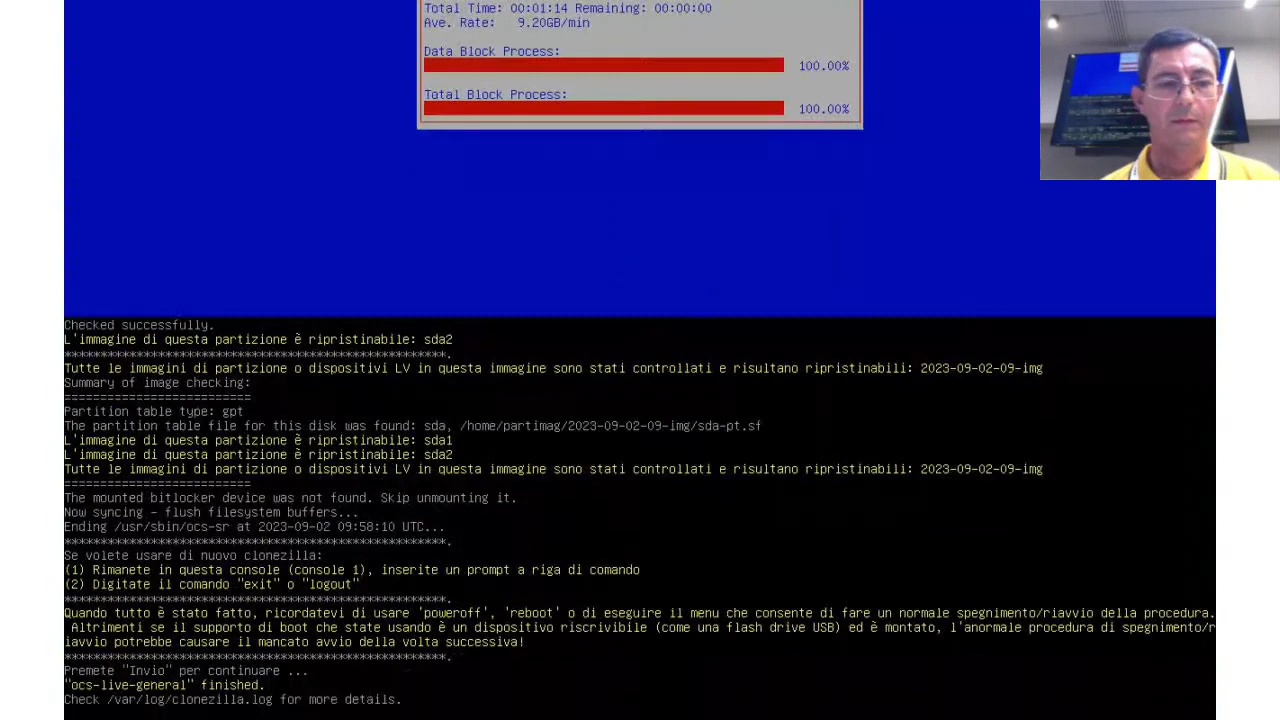 Total Time: 00:01:14 Remaining: 00:00:00
Ave. Rate: 9.20GB/min
Data Block Process:
100.00%
Total Block Process:
100.00%
Checked successfully.
L'immagine di questa partizione è ripristinabile: sda2
*****************************************************.
Tutte le immagini di partizione o dispositivi LV in questa immagine sono stati controllati e risultano ripristinabili: 2023-09-02-09-img
Summary of image checking:
==========================
Partition table type: gpt
The partition table file for this disk was found: sda, /home/partimag/2023-09-02-09-img/sda-pt.sf
L'immagine di questa partizione è ripristinabile: sda1
L'immagine di questa partizione è ripristinabile: sda2
Tutte le immagini di partizione o dispositivi LV in questa immagine sono stati controllati e risultano ripristinabili: 2023-09-02-09-img
==========================
The mounted bitlocker device was not found. Skip unmounting it.
Now syncing - flush filesystem buffers...
Ending /usr/sbin/ocs-sr at 2023-09-02 09:58:10 UTC...
*****************************************************.
Se volete usare di nuovo clonezilla:
(1) Rimanete in questa console (console 1), inserite un prompt a riga di comando
(2) Digitate il comando "exit" o "logout"
*****************************************************.
Quando tutto è stato fatto, ricordatevi di usare 'poweroff', 'reboot' o di eseguire il menu che consente di fare un normale spegnimento/riavvio della procedura.
Altrimenti se il supporto di boot che state usando è un dispositivo riscrivibile (come una flash drive USB) ed è montato, l'anormale procedura di spegnimento/r
iavvio potrebbe causare il mancato avvio della volta successiva!
*****************************************************.
Premete "Invio" per continuare ...
"ocs-live-general" finished.
Check /var/log/clonezilla.log for more details.